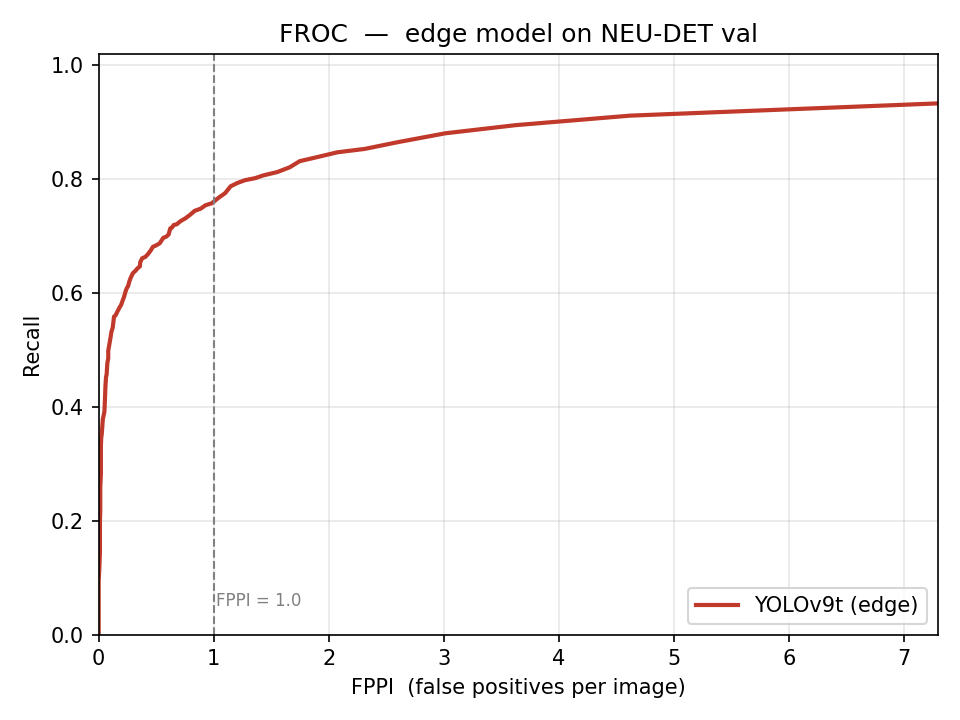 FROC — edge model on NEU-DET val
1.0
0.8
0.6
0.4
0.2
0.0
Recall
FPPI = 1.0
YOLOv9t (edge)
0 1 2 3 4 5 6 7
FPPI (false positives per image)